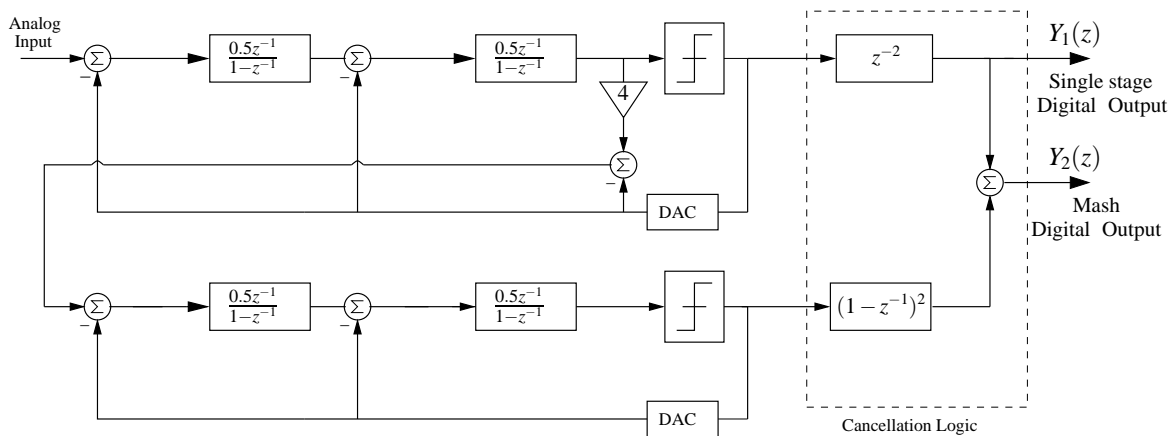 Analog
Input
Σ
−
0.5z⁻¹
1−z⁻¹
Σ
−
0.5z⁻¹
1−z⁻¹
4
Σ
−
DAC
z⁻²
Y₁(z)
Single stage
Digital Output
Σ
Y₂(z)
Mash
Digital Output
Σ
−
0.5z⁻¹
1−z⁻¹
Σ
−
0.5z⁻¹
1−z⁻¹
(1−z⁻¹)²
DAC
Cancellation Logic